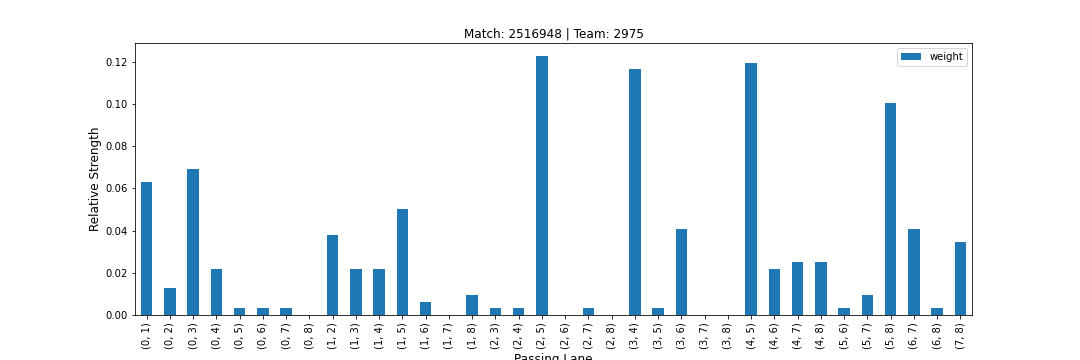 Match: 2516948 | Team: 2975
weight
Relative Strength
0.12
0.10
0.08
0.06
0.04
0.02
0.00
(0, 1) (0, 2) (0, 3) (0, 4) (0, 5) (0, 6) (0, 7) (0, 8) (1, 2) (1, 3) (1, 4) (1, 5) (1, 6) (1, 7) (1, 8) (2, 3) (2, 4) (2, 5) (2, 6) (2, 7) (2, 8) (3, 4) (3, 5) (3, 6) (3, 7) (3, 8) (4, 5) (4, 6) (4, 7) (4, 8) (5, 6) (5, 7) (5, 8) (6, 7) (6, 8) (7, 8)
Passing Lane